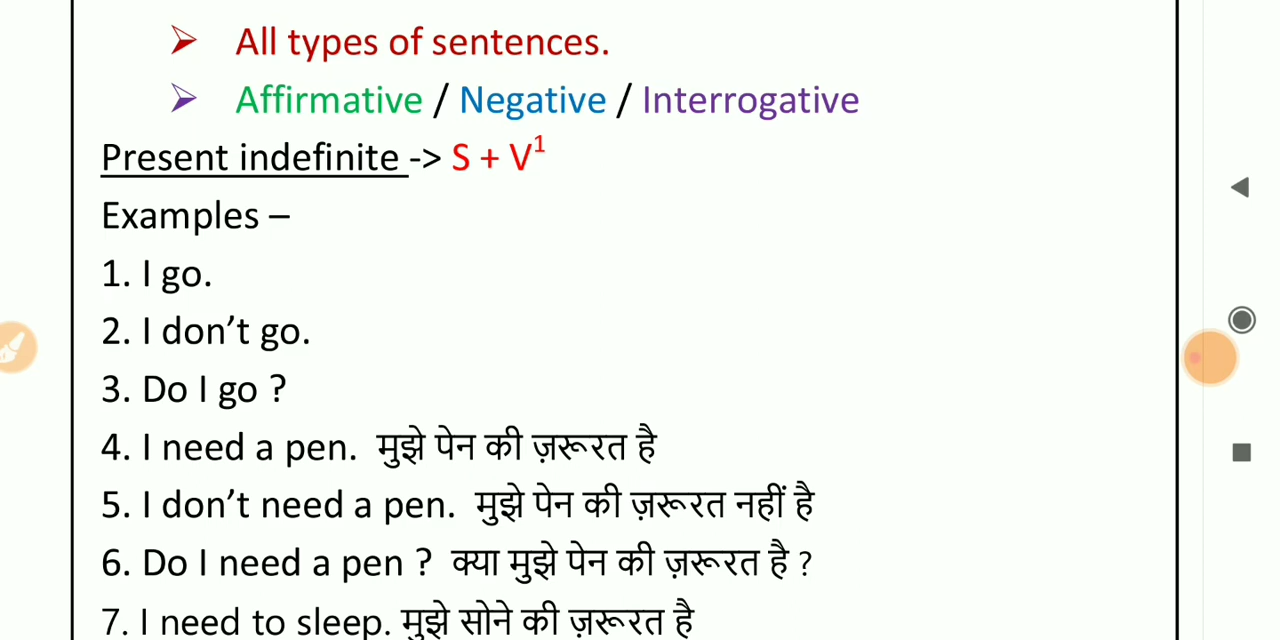 ➢ All types of sentences.
➢ Affirmative / Negative / Interrogative
Present indefinite -> S + V¹
Examples –
1. I go.
2. I don’t go.
3. Do I go ?
4. I need a pen. मुझे पेन की ज़रूरत है
5. I don’t need a pen. मुझे पेन की ज़रूरत नहीं है
6. Do I need a pen ? क्या मुझे पेन की ज़रूरत है ?
7. I need to sleep. मुझे सोने की ज़रूरत है